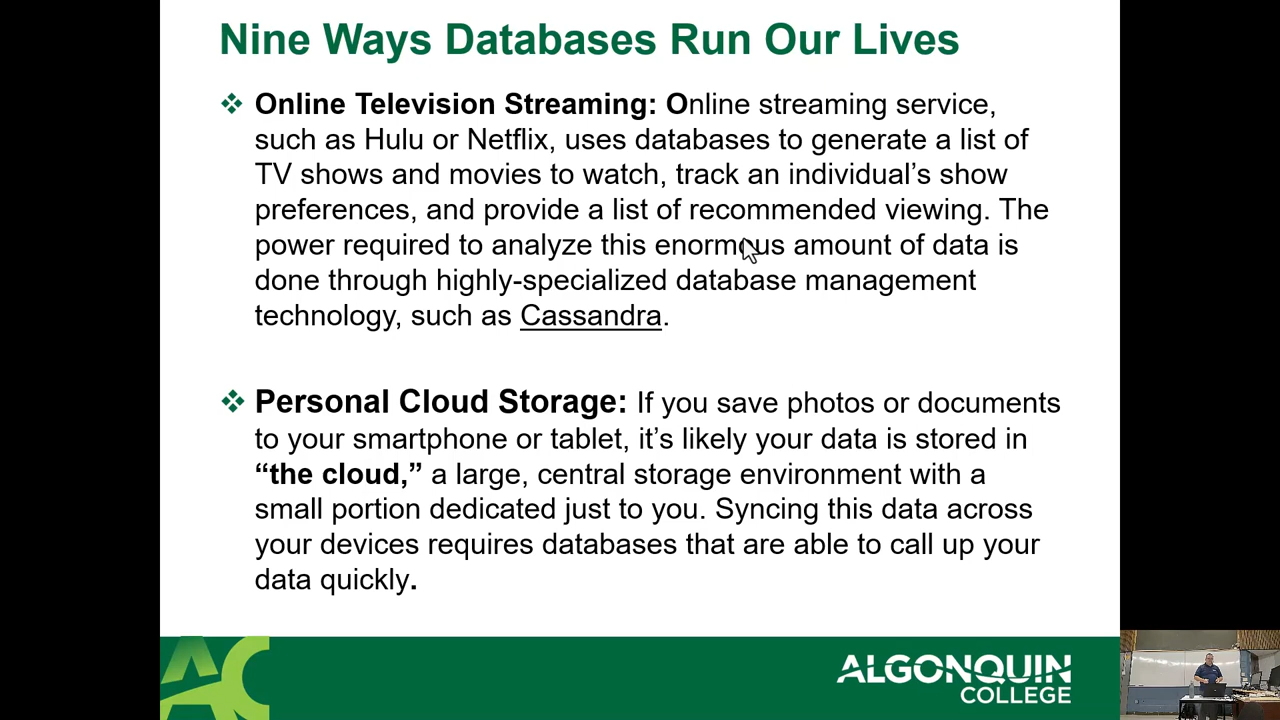 Nine Ways Databases Run Our Lives
Online Television Streaming: Online streaming service,
such as Hulu or Netflix, uses databases to generate a list of
TV shows and movies to watch, track an individual’s show
preferences, and provide a list of recommended viewing. The
power required to analyze this enormous amount of data is
done through highly-specialized database management
technology, such as Cassandra.
Personal Cloud Storage: If you save photos or documents
to your smartphone or tablet, it’s likely your data is stored in
“the cloud,” a large, central storage environment with a
small portion dedicated just to you. Syncing this data across
your devices requires databases that are able to call up your
data quickly.
AC
ALGONQUIN
COLLEGE